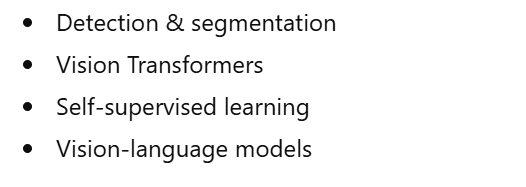 • Detection & segmentation
• Vision Transformers
• Self-supervised learning
• Vision-language models